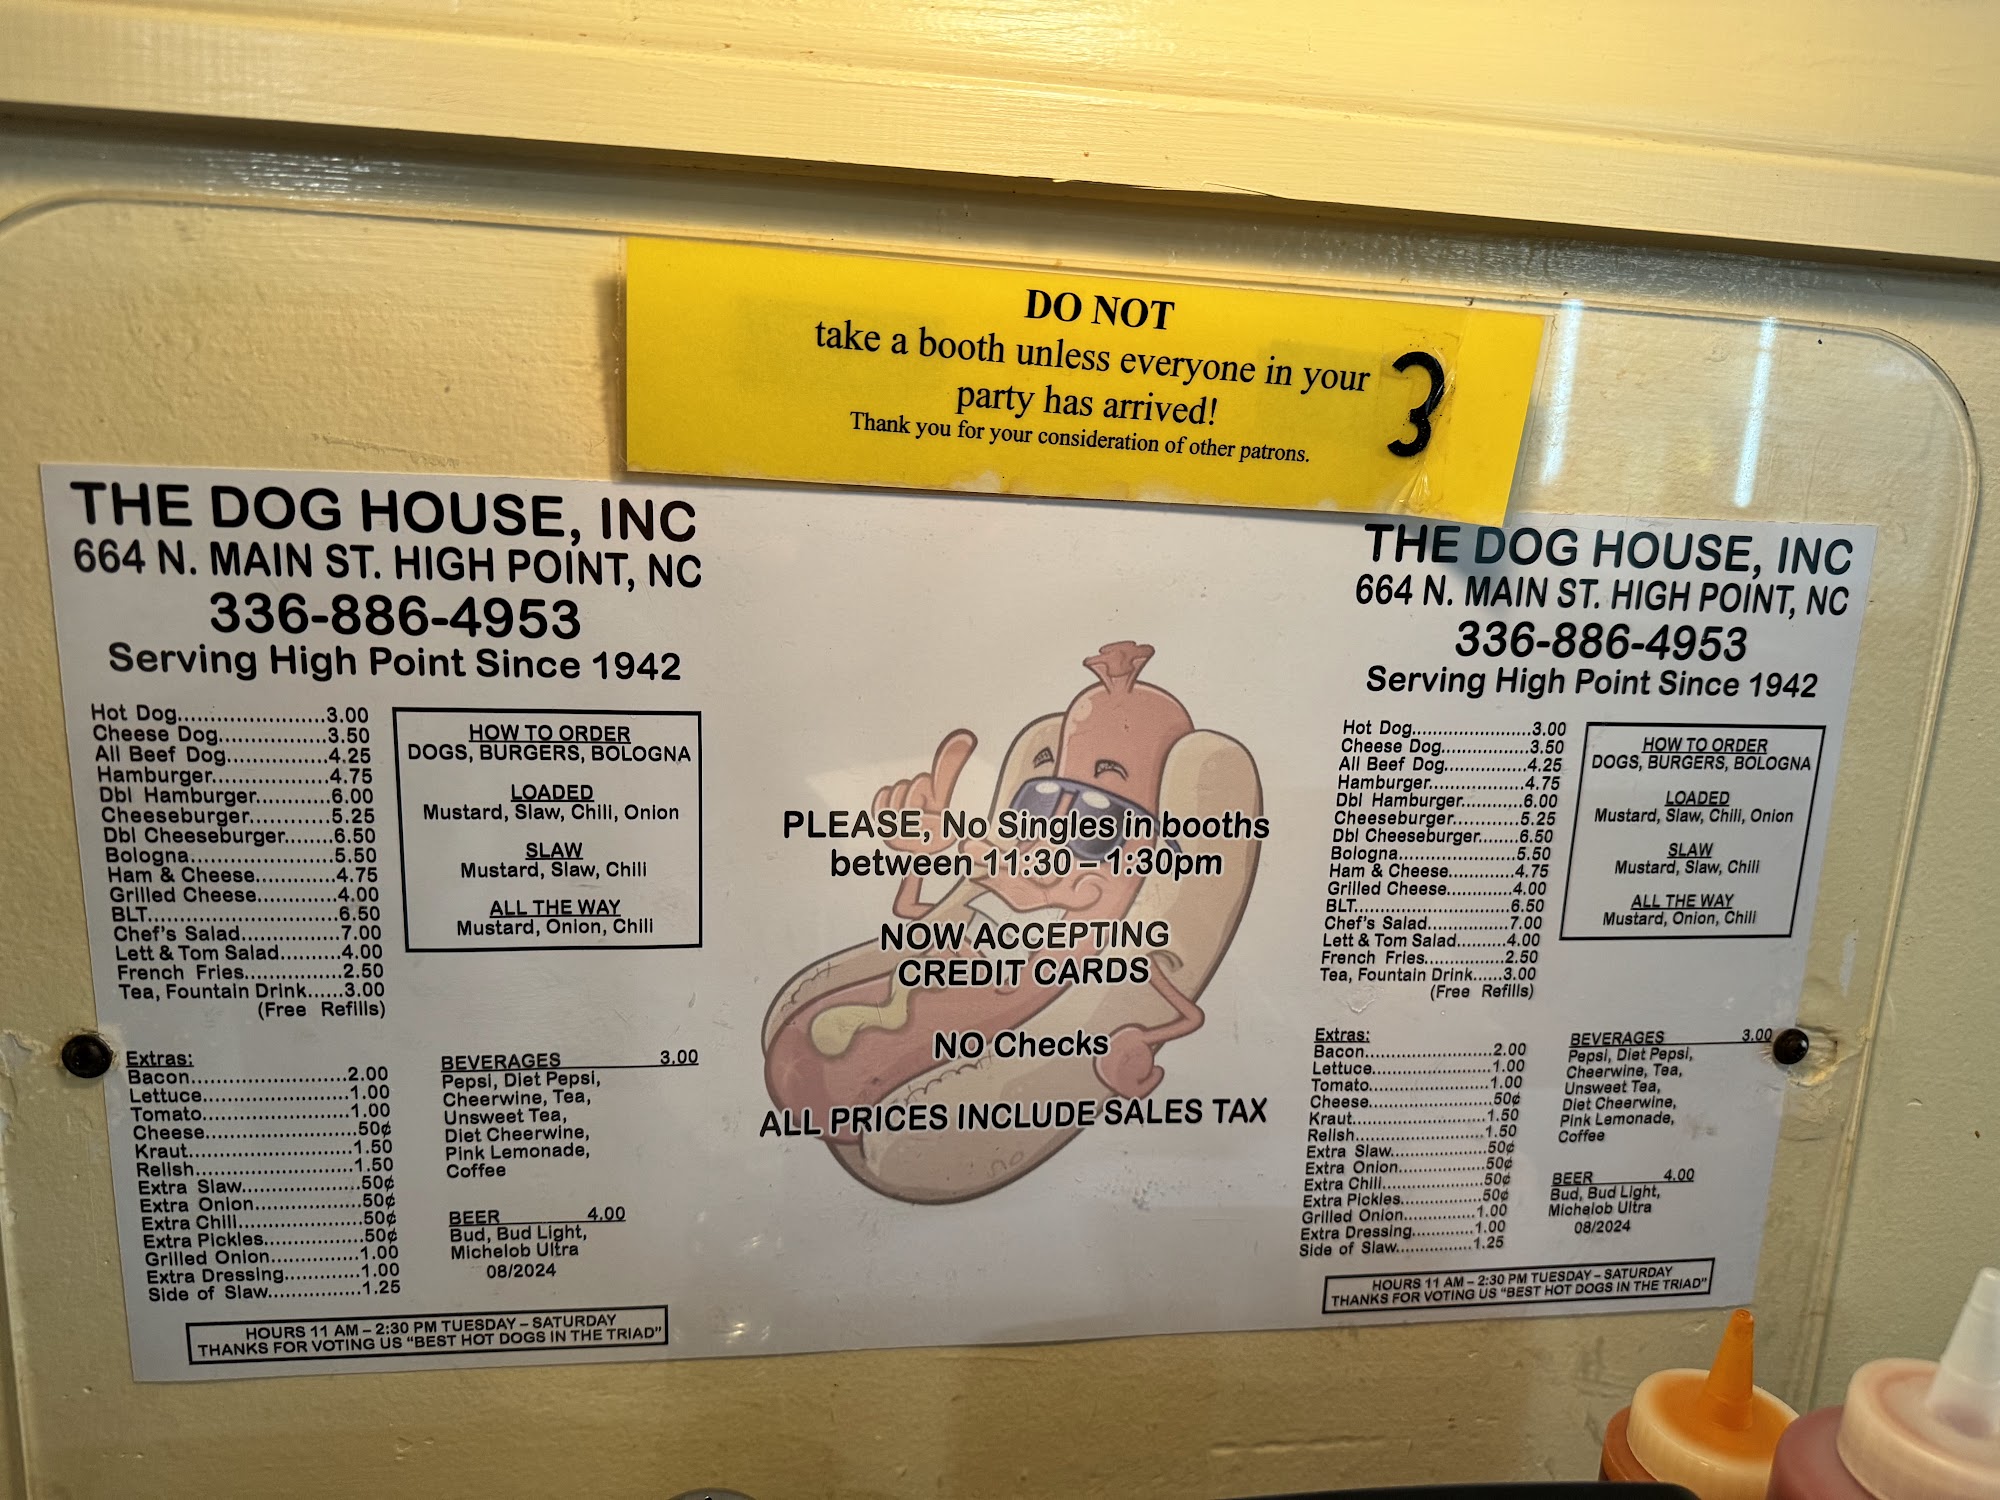 DO NOT
take a booth unless everyone in your
party has arrived!
Thank you for your consideration of other patrons.
3
THE DOG HOUSE, INC
664 N. MAIN ST. HIGH POINT, NC
336-886-4953
Serving High Point Since 1942
Hot Dog.......................3.00
Cheese Dog.................3.50
All Beef Dog................4.25
Hamburger..................4.75
Dbl Hamburger............6.00
Cheeseburger.............5.25
Dbl Cheeseburger.......6.50
Bologna......................5.50
Ham & Cheese............4.75
Grilled Cheese............4.00
BLT.............................6.50
Chef's Salad...............7.00
Lett & Tom Salad.........4.00
French Fries...............2.50
Tea, Fountain Drink......3.00
(Free Refills)
HOW TO ORDER
DOGS, BURGERS, BOLOGNA
LOADED
Mustard, Slaw, Chili, Onion
SLAW
Mustard, Slaw, Chili
ALL THE WAY
Mustard, Onion, Chili
Extras:
Bacon........................2.00
Lettuce.......................1.00
Tomato.......................1.00
Cheese.......................50¢
Kraut..........................1.50
Relish.........................1.50
Extra Slaw..................50¢
Extra Onion.................50¢
Extra Chili...................50¢
Extra Pickles...............50¢
Grilled Onion..............1.00
Extra Dressing............1.00
Side of Slaw...............1.25
BEVERAGES 3.00
Pepsi, Diet Pepsi,
Cheerwine, Tea,
Unsweet Tea,
Diet Cheerwine,
Pink Lemonade,
Coffee
BEER 4.00
Bud, Bud Light,
Michelob Ultra
08/2024
HOURS 11 AM – 2:30 PM TUESDAY – SATURDAY
THANKS FOR VOTING US "BEST HOT DOGS IN THE TRIAD"
PLEASE, No Singles in booths
between 11:30 – 1:30pm
NOW ACCEPTING
CREDIT CARDS
NO Checks
ALL PRICES INCLUDE SALES TAX
THE DOG HOUSE, INC
664 N. MAIN ST. HIGH POINT, NC
336-886-4953
Serving High Point Since 1942
Hot Dog.......................3.00
Cheese Dog.................3.50
All Beef Dog................4.25
Hamburger..................4.75
Dbl Hamburger............6.00
Cheeseburger.............5.25
Dbl Cheeseburger.......6.50
Bologna......................5.50
Ham & Cheese............4.75
Grilled Cheese............4.00
BLT.............................6.50
Chef's Salad...............7.00
Lett & Tom Salad.........4.00
French Fries...............2.50
Tea, Fountain Drink......3.00
(Free Refills)
HOW TO ORDER
DOGS, BURGERS, BOLOGNA
LOADED
Mustard, Slaw, Chili, Onion
SLAW
Mustard, Slaw, Chili
ALL THE WAY
Mustard, Onion, Chili
Extras:
Bacon........................2.00
Lettuce.......................1.00
Tomato.......................1.00
Cheese.......................50¢
Kraut..........................1.50
Relish.........................1.50
Extra Slaw..................50¢
Extra Onion.................50¢
Extra Chili...................50¢
Extra Pickles...............50¢
Grilled Onion..............1.00
Extra Dressing............1.00
Side of Slaw...............1.25
BEVERAGES 3.00
Pepsi, Diet Pepsi,
Cheerwine, Tea,
Unsweet Tea,
Diet Cheerwine,
Pink Lemonade,
Coffee
BEER 4.00
Bud, Bud Light,
Michelob Ultra
08/2024
HOURS 11 AM – 2:30 PM TUESDAY – SATURDAY
THANKS FOR VOTING US "BEST HOT DOGS IN THE TRIAD"